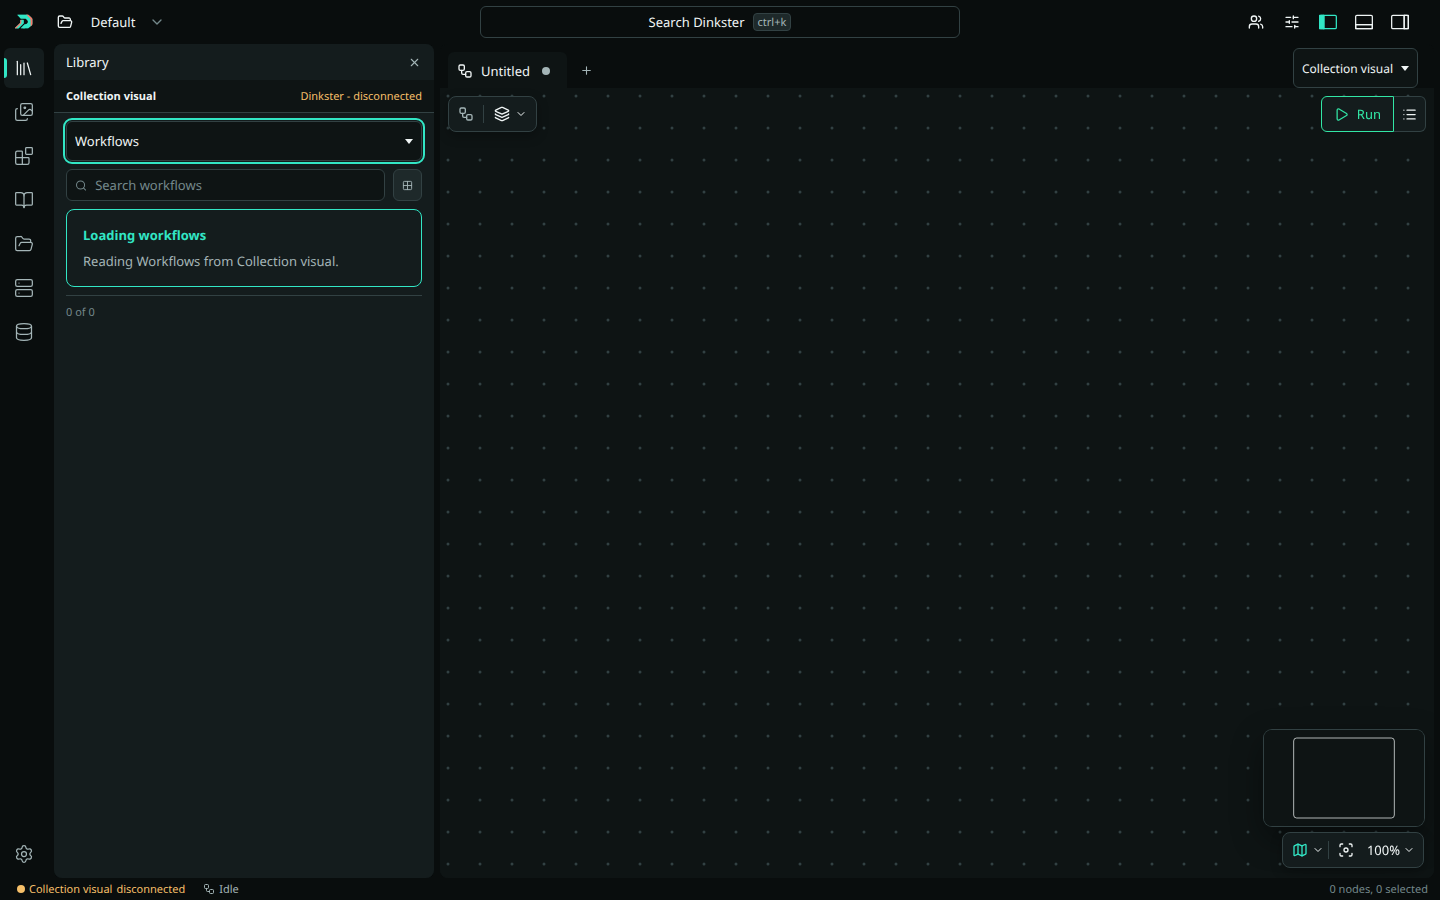 Default
Search Dinkster ctrl+k
Library
Collection visual Dinkster - disconnected
Workflows
Search workflows
Loading workflows
Reading Workflows from Collection visual.
0 of 0
Untitled
Collection visual
Run
100%
Collection visual disconnected
Idle
0 nodes, 0 selected